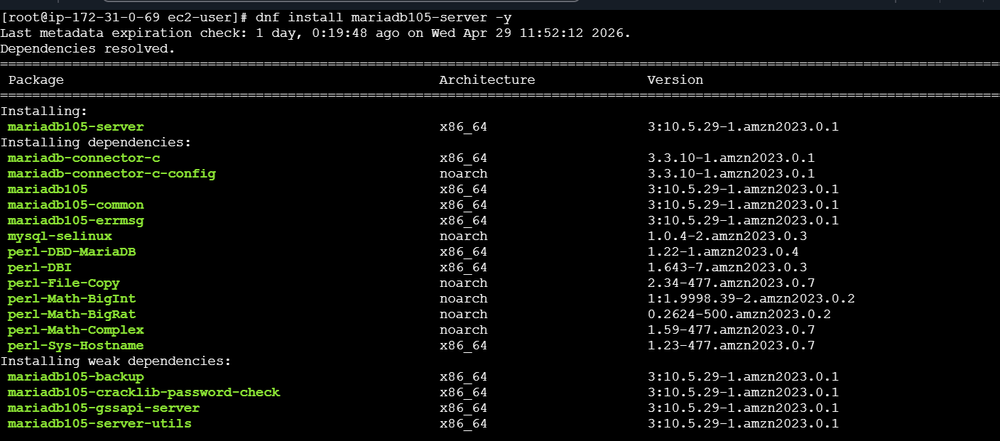 [root@ip-172-31-0-69 ec2-user]# dnf install mariadb105-server -y
Last metadata expiration check: 1 day, 0:19:48 ago on Wed Apr 29 11:52:12 2026.
Dependencies resolved.
Package Architecture Version
Installing:
mariadb105-server x86_64 3:10.5.29-1.amzn2023.0.1
Installing dependencies:
mariadb-connector-c x86_64 3.3.10-1.amzn2023.0.1
mariadb-connector-c-config noarch 3.3.10-1.amzn2023.0.1
mariadb105 x86_64 3:10.5.29-1.amzn2023.0.1
mariadb105-common x86_64 3:10.5.29-1.amzn2023.0.1
mariadb105-errmsg x86_64 3:10.5.29-1.amzn2023.0.1
mysql-selinux noarch 1.0.4-2.amzn2023.0.3
perl-DBD-MariaDB x86_64 1.22-1.amzn2023.0.4
perl-DBI x86_64 1.643-7.amzn2023.0.3
perl-File-Copy noarch 2.34-477.amzn2023.0.7
perl-Math-BigInt noarch 1:1.9998.39-2.amzn2023.0.2
perl-Math-BigRat noarch 0.2624-500.amzn2023.0.2
perl-Math-Complex noarch 1.59-477.amzn2023.0.7
perl-Sys-Hostname x86_64 1.23-477.amzn2023.0.7
Installing weak dependencies:
mariadb105-backup x86_64 3:10.5.29-1.amzn2023.0.1
mariadb105-cracklib-password-check x86_64 3:10.5.29-1.amzn2023.0.1
mariadb105-gssapi-server x86_64 3:10.5.29-1.amzn2023.0.1
mariadb105-server-utils x86_64 3:10.5.29-1.amzn2023.0.1